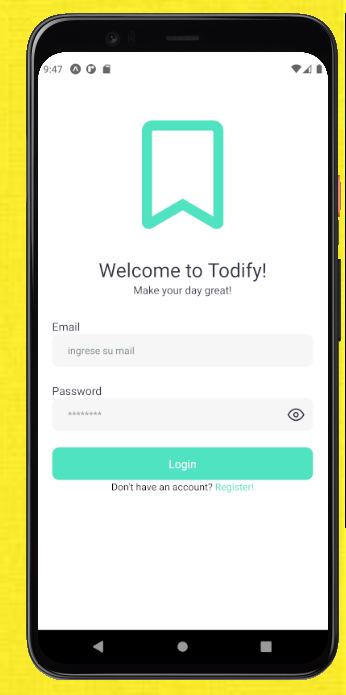 9:47
Welcome to Todify!
Make your day great!
Email
ingrese su mail
Password
********
Login
Don't have an account? Register!